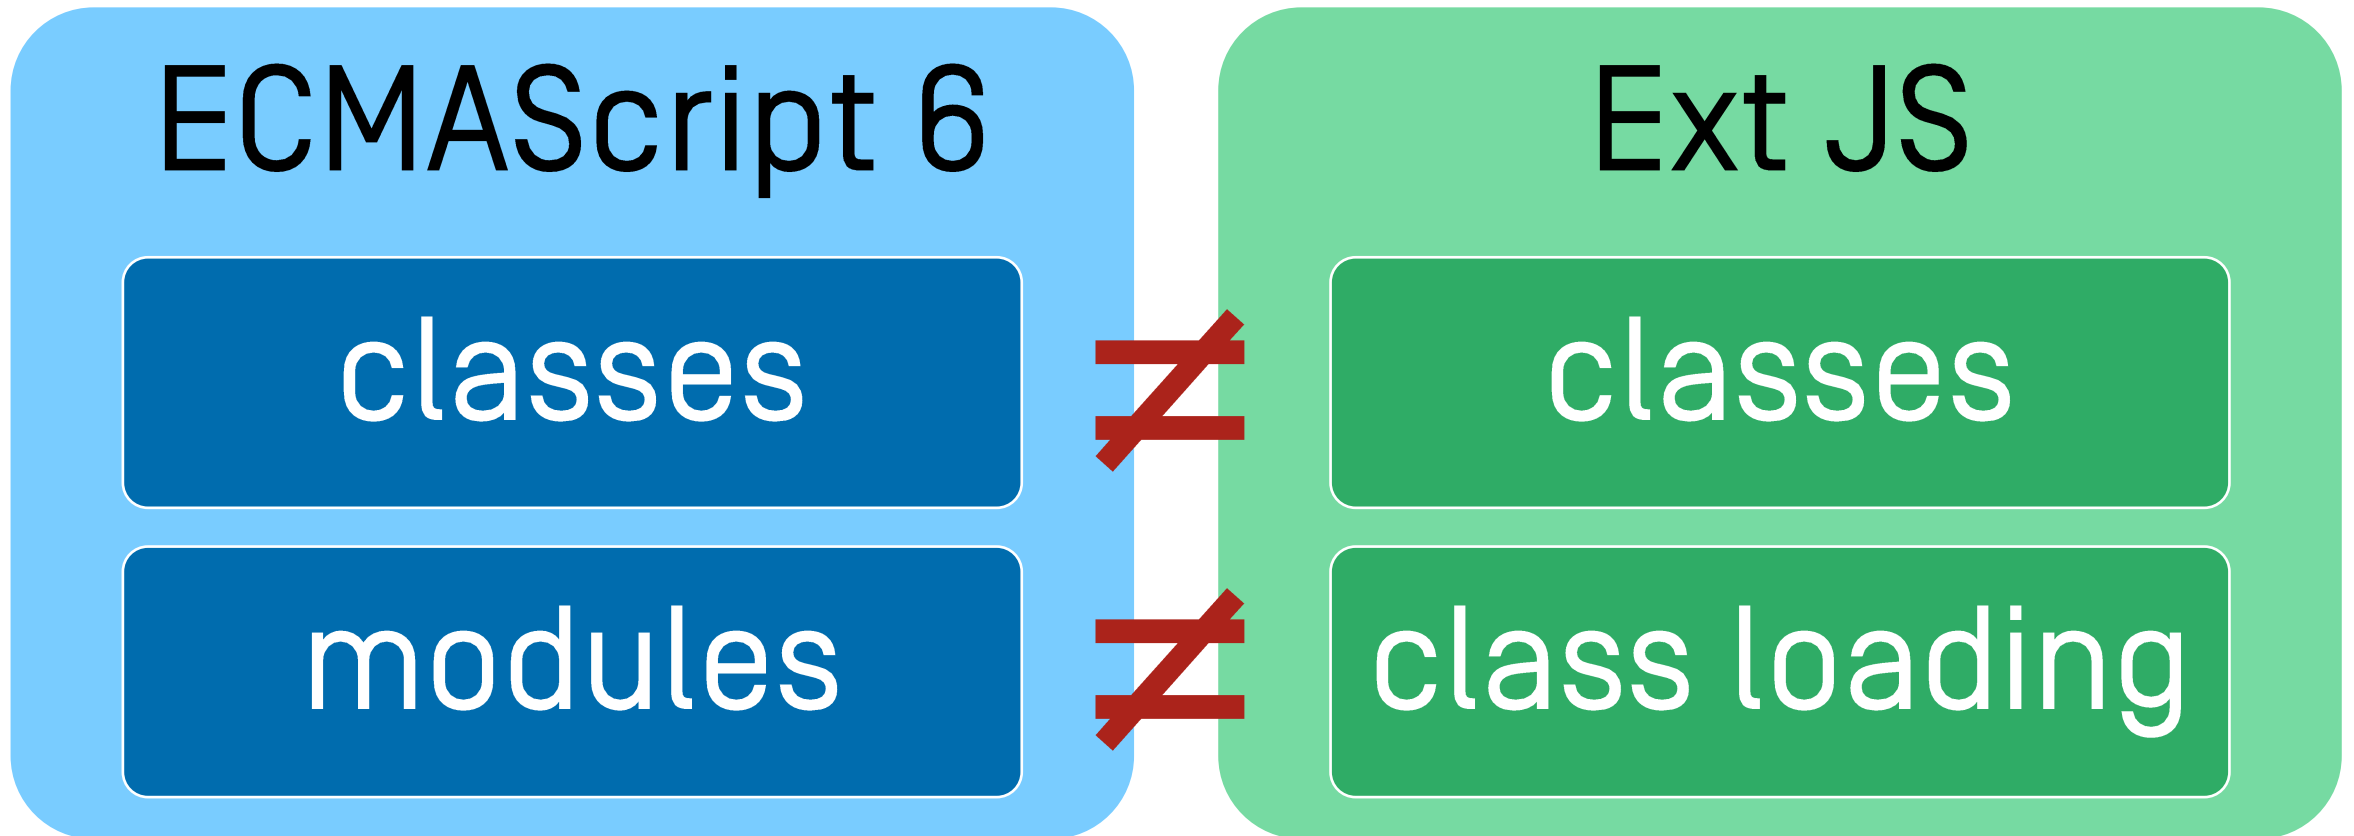 ECMAScript 6
classes
modules
≠
≠
Ext JS
classes
class loading